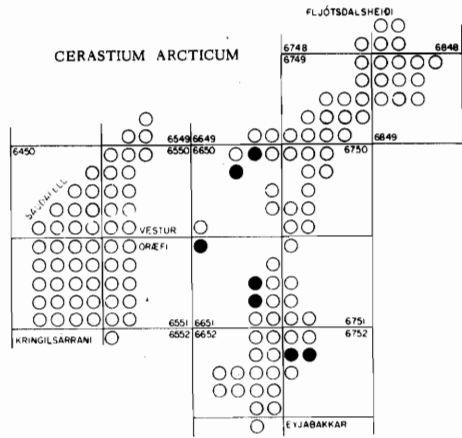 FLJÓTSDALSHEIÐI
CERASTIUM ARCTICUM
6748 6848
6749
6549 6649 6849
6450 6550 6650 6750
SAUÐAFELL
VESTUR
ÖRÆFI
6551 6651 6751
KRINGILSÁRRANI 6552 6652 6752
EYJABAKKAR